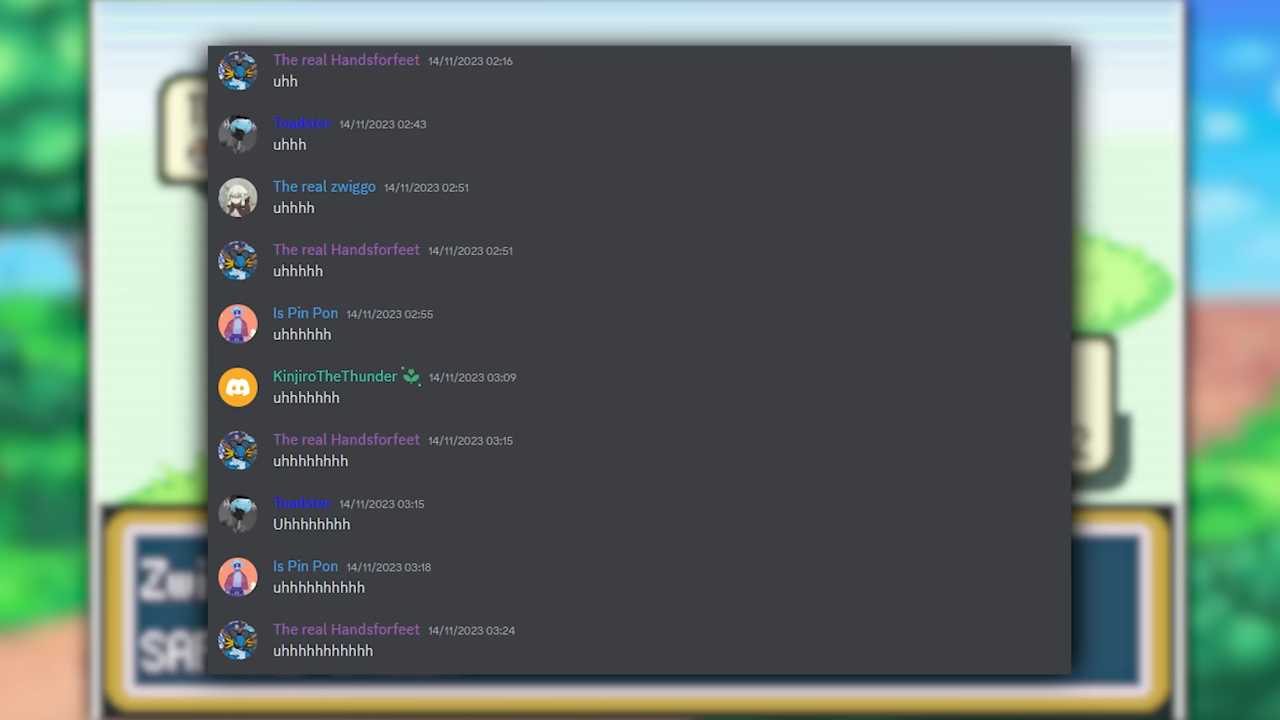 The real Handsforfeet 14/11/2023 02:16
uhh
Toadster 14/11/2023 02:43
uhhh
The real zwiggo 14/11/2023 02:51
uhhhh
The real Handsforfeet 14/11/2023 02:51
uhhhhh
Is Pin Pon 14/11/2023 02:55
uhhhhhh
KinjiroTheThunder 14/11/2023 03:09
uhhhhhhh
The real Handsforfeet 14/11/2023 03:15
uhhhhhhhh
Toadster 14/11/2023 03:15
Uhhhhhhhh
Is Pin Pon 14/11/2023 03:18
uhhhhhhhhhh
The real Handsforfeet 14/11/2023 03:24
uhhhhhhhhhhh